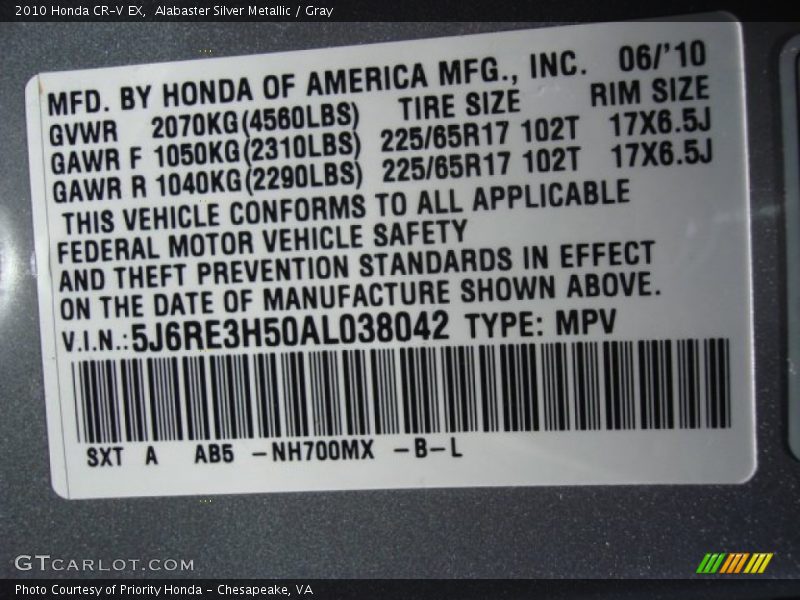 2010 Honda CR-V EX,  Alabaster Silver Metallic / Gray
MFD. BY HONDA OF AMERICA MFG., INC. 06/'10
GVWR 2070KG(4560LBS) TIRE SIZE RIM SIZE
GAWR F 1050KG(2310LBS) 225/65R17 102T 17X6.5J
GAWR R 1040KG(2290LBS) 225/65R17 102T 17X6.5J
THIS VEHICLE CONFORMS TO ALL APPLICABLE
FEDERAL MOTOR VEHICLE SAFETY
AND THEFT PREVENTION STANDARDS IN EFFECT
ON THE DATE OF MANUFACTURE SHOWN ABOVE.
V.I.N.:5J6RE3H50AL038042 TYPE: MPV
SXT A AB5 -NH700MX -B-L
GTCARLOT.COM
Photo Courtesy of Priority Honda - Chesapeake, VA